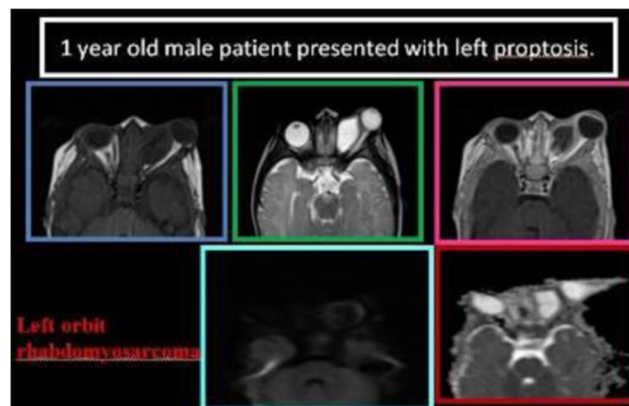 1 year old male patient presented with left proptosis.
Left orbit
rhabdomyosarcoma